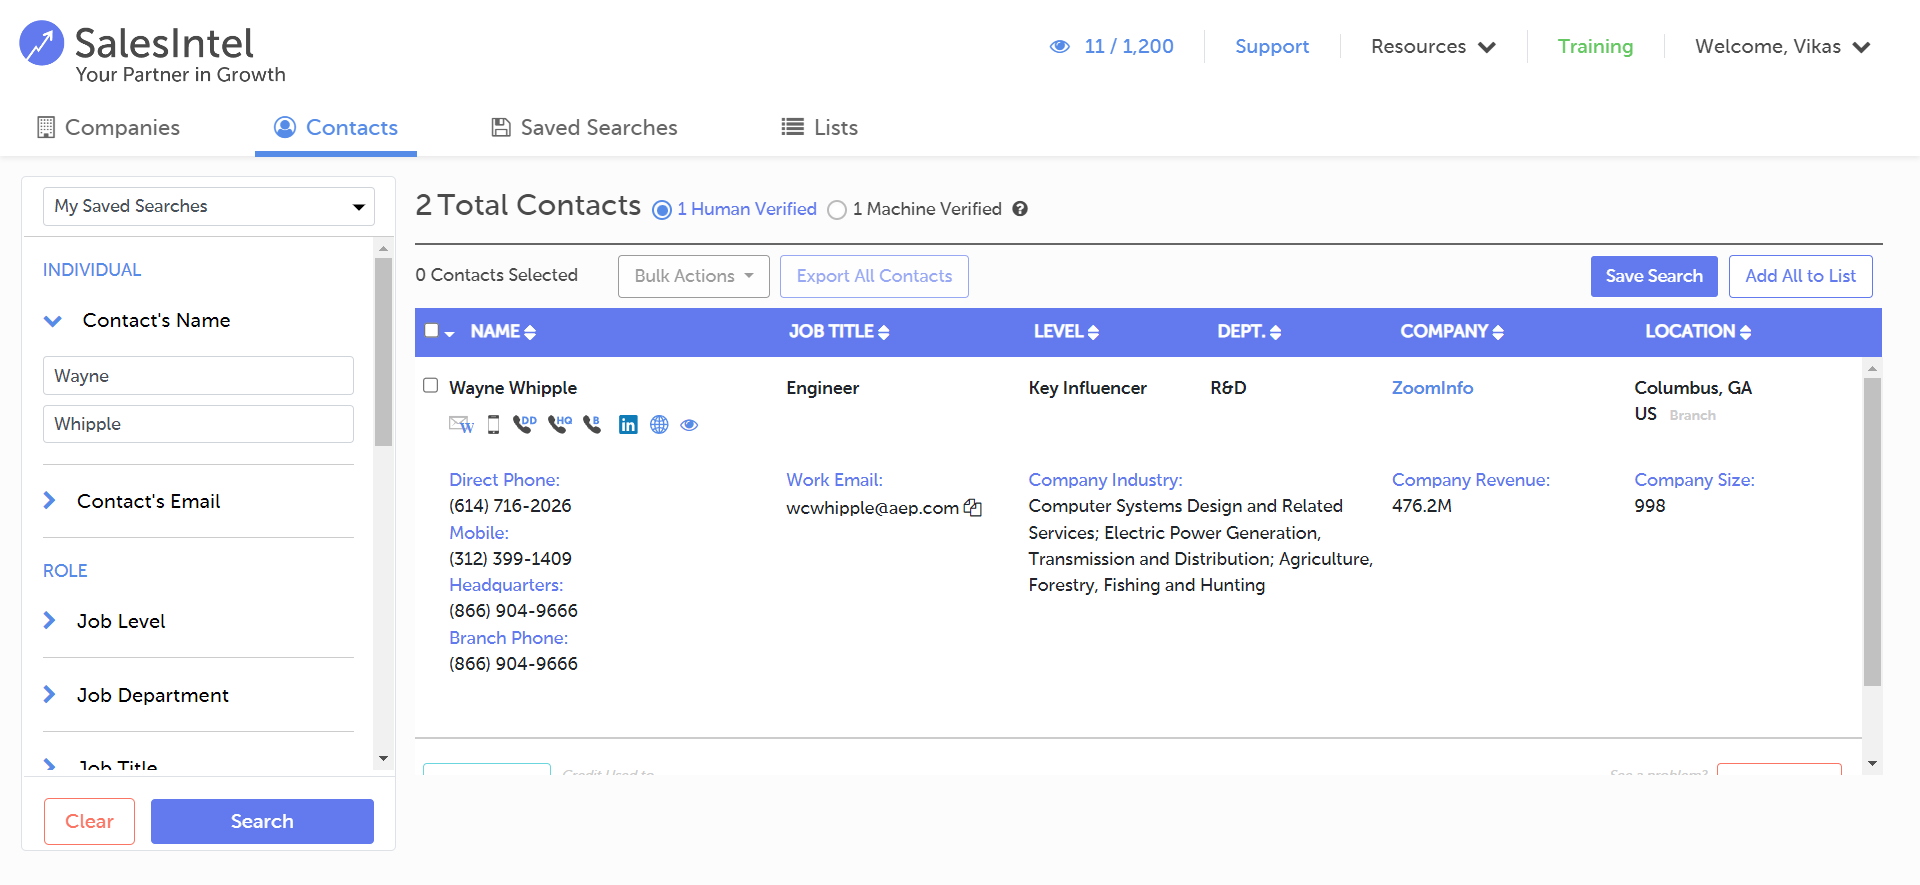 SalesIntel
Your Partner in Growth
11 / 1,200
Support
Resources
Training
Welcome, Vikas
Companies
Contacts
Saved Searches
Lists
My Saved Searches
INDIVIDUAL
Contact's Name
Wayne
Whipple
Contact's Email
ROLE
Job Level
Job Department
Job Title
Clear
Search
2 Total Contacts
1 Human Verified
1 Machine Verified
?
0 Contacts Selected
Bulk Actions
Export All Contacts
Save Search
Add All to List
NAME
JOB TITLE
LEVEL
DEPT.
COMPANY
LOCATION
Wayne Whipple
Engineer
Key Influencer
R&D
ZoomInfo
Columbus, GA
US Branch
W
DD
HQ
B
in
Direct Phone:
(614) 716-2026
Mobile:
(312) 399-1409
Headquarters:
(866) 904-9666
Branch Phone:
(866) 904-9666
Work Email:
wcwhipple@aep.com
Company Industry:
Computer Systems Design and Related
Services; Electric Power Generation,
Transmission and Distribution; Agriculture,
Forestry, Fishing and Hunting
Company Revenue:
476.2M
Company Size:
998
Credit Used to
See a problem?